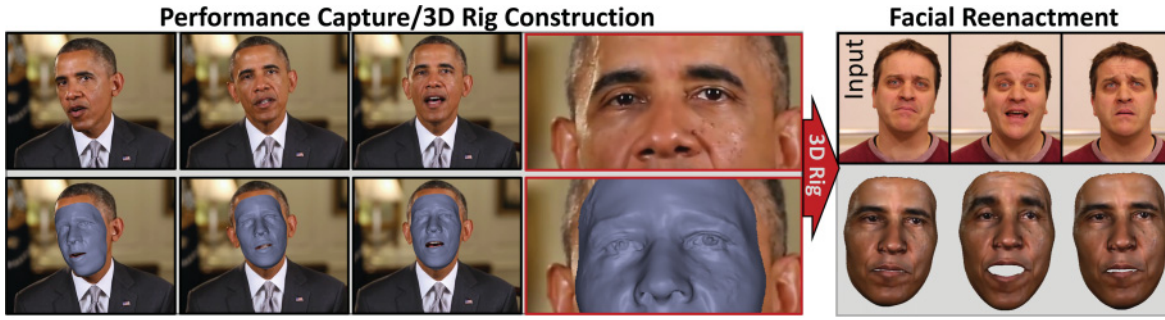 Performance Capture/3D Rig Construction
Facial Reenactment
Input
3D Rig